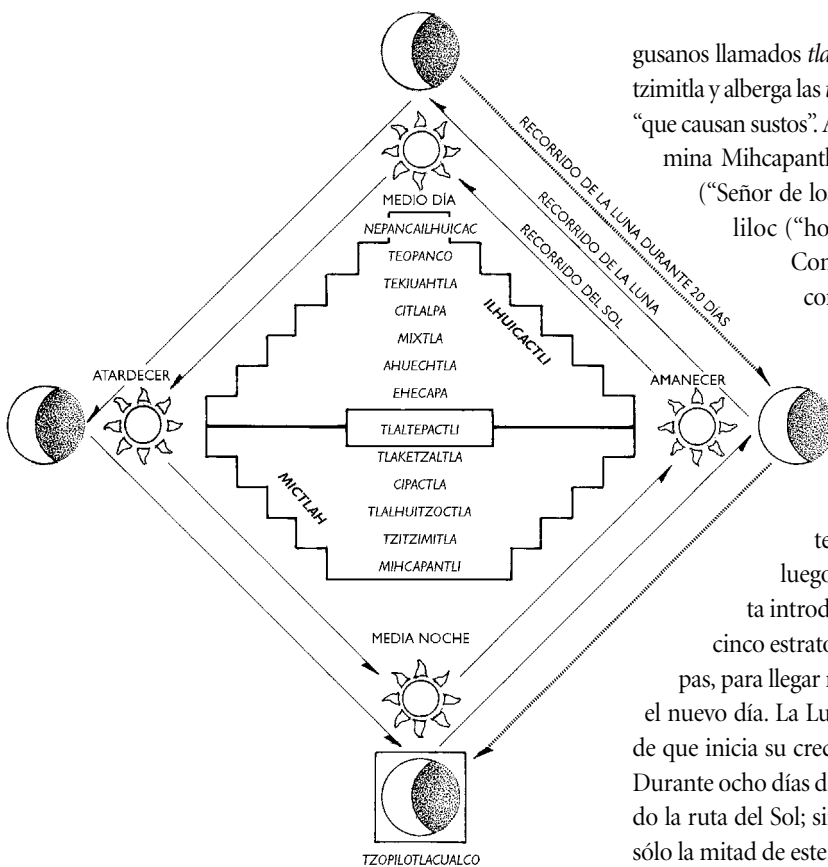 MEDIO DÍA
NEPANCAILHUICAC
TEOPANCO
TEKIUAHTLA
CITLALPA
MIXTLA
AHUECHTLA
EHECAPA
TLALTEPACTLI
TLAKETZALTLA
CIPACTLA
TLALHUITZOCTLA
TZITZIMITLA
MIHCAPANTLI
ILHUICACTLI
MICTLAH
RECORRIDO DE LA LUNA DURANTE 20 DÍAS
RECORRIDO DE LA LUNA
RECORRIDO DEL SOL
ATARDECER
AMANECER
MEDIA NOCHE
TZOPILOTLACUALCO
gusanos llamados
tzimitla y alberga las
“que causan sustos”.
mina
(“Señor de los
liloc (“ho
Con
co
te
luego
ta introd
cinco estrato
pas, para llegar
el nuevo día. La Lu
de que inicia su crec
Durante ocho días d
do la ruta del Sol; si
sólo la mitad de este